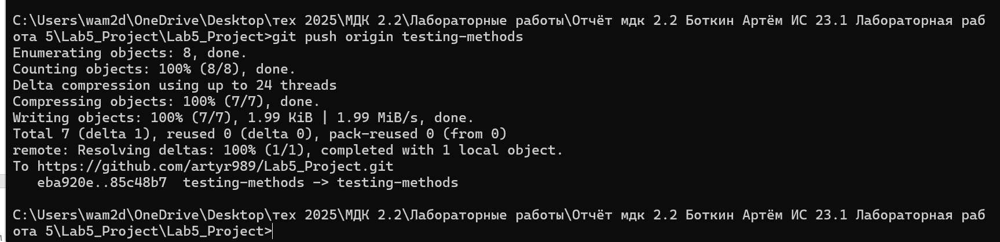 C:\Users\wam2d\OneDrive\Desktop\тех 2025\МДК 2.2\Лабораторные работы\Отчёт мдк 2.2 Боткин Артём ИС 23.1 Лабораторная раб
ота 5\Lab5_Project\Lab5_Project>git push origin testing-methods
Enumerating objects: 8, done.
Counting objects: 100% (8/8), done.
Delta compression using up to 24 threads
Compressing objects: 100% (7/7), done.
Writing objects: 100% (7/7), 1.99 KiB | 1.99 MiB/s, done.
Total 7 (delta 1), reused 0 (delta 0), pack-reused 0 (from 0)
remote: Resolving deltas: 100% (1/1), completed with 1 local object.
To https://github.com/artyr989/Lab5_Project.git
   eba920e..85c48b7  testing-methods -> testing-methods
C:\Users\wam2d\OneDrive\Desktop\тех 2025\МДК 2.2\Лабораторные работы\Отчёт мдк 2.2 Боткин Артём ИС 23.1 Лабораторная раб
ота 5\Lab5_Project\Lab5_Project>